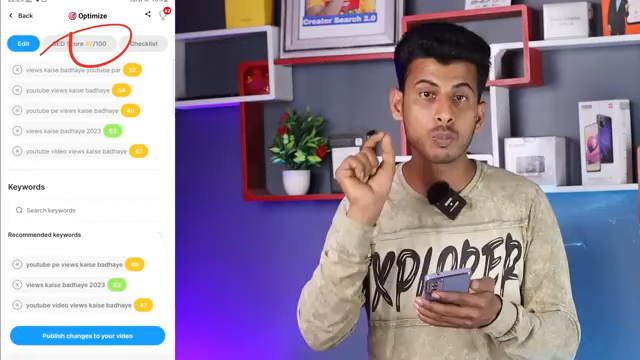 Back
Optimize
Edit
SEO Score 42/100
Checklist
views kaise badhaye youtube par
youtube views kaise badhaye 54
youtube pe views kaise badhaye 49
views kaise badhaye 2023 63
youtube video views kaise badhaye 47
Keywords
Search keywords
Recommended keywords
youtube pe views kaise badhaye 49
views kaise badhaye 2023 63
youtube video views kaise badhaye 47
Publish changes to your video
Creator Search 2.0
EXPLORER